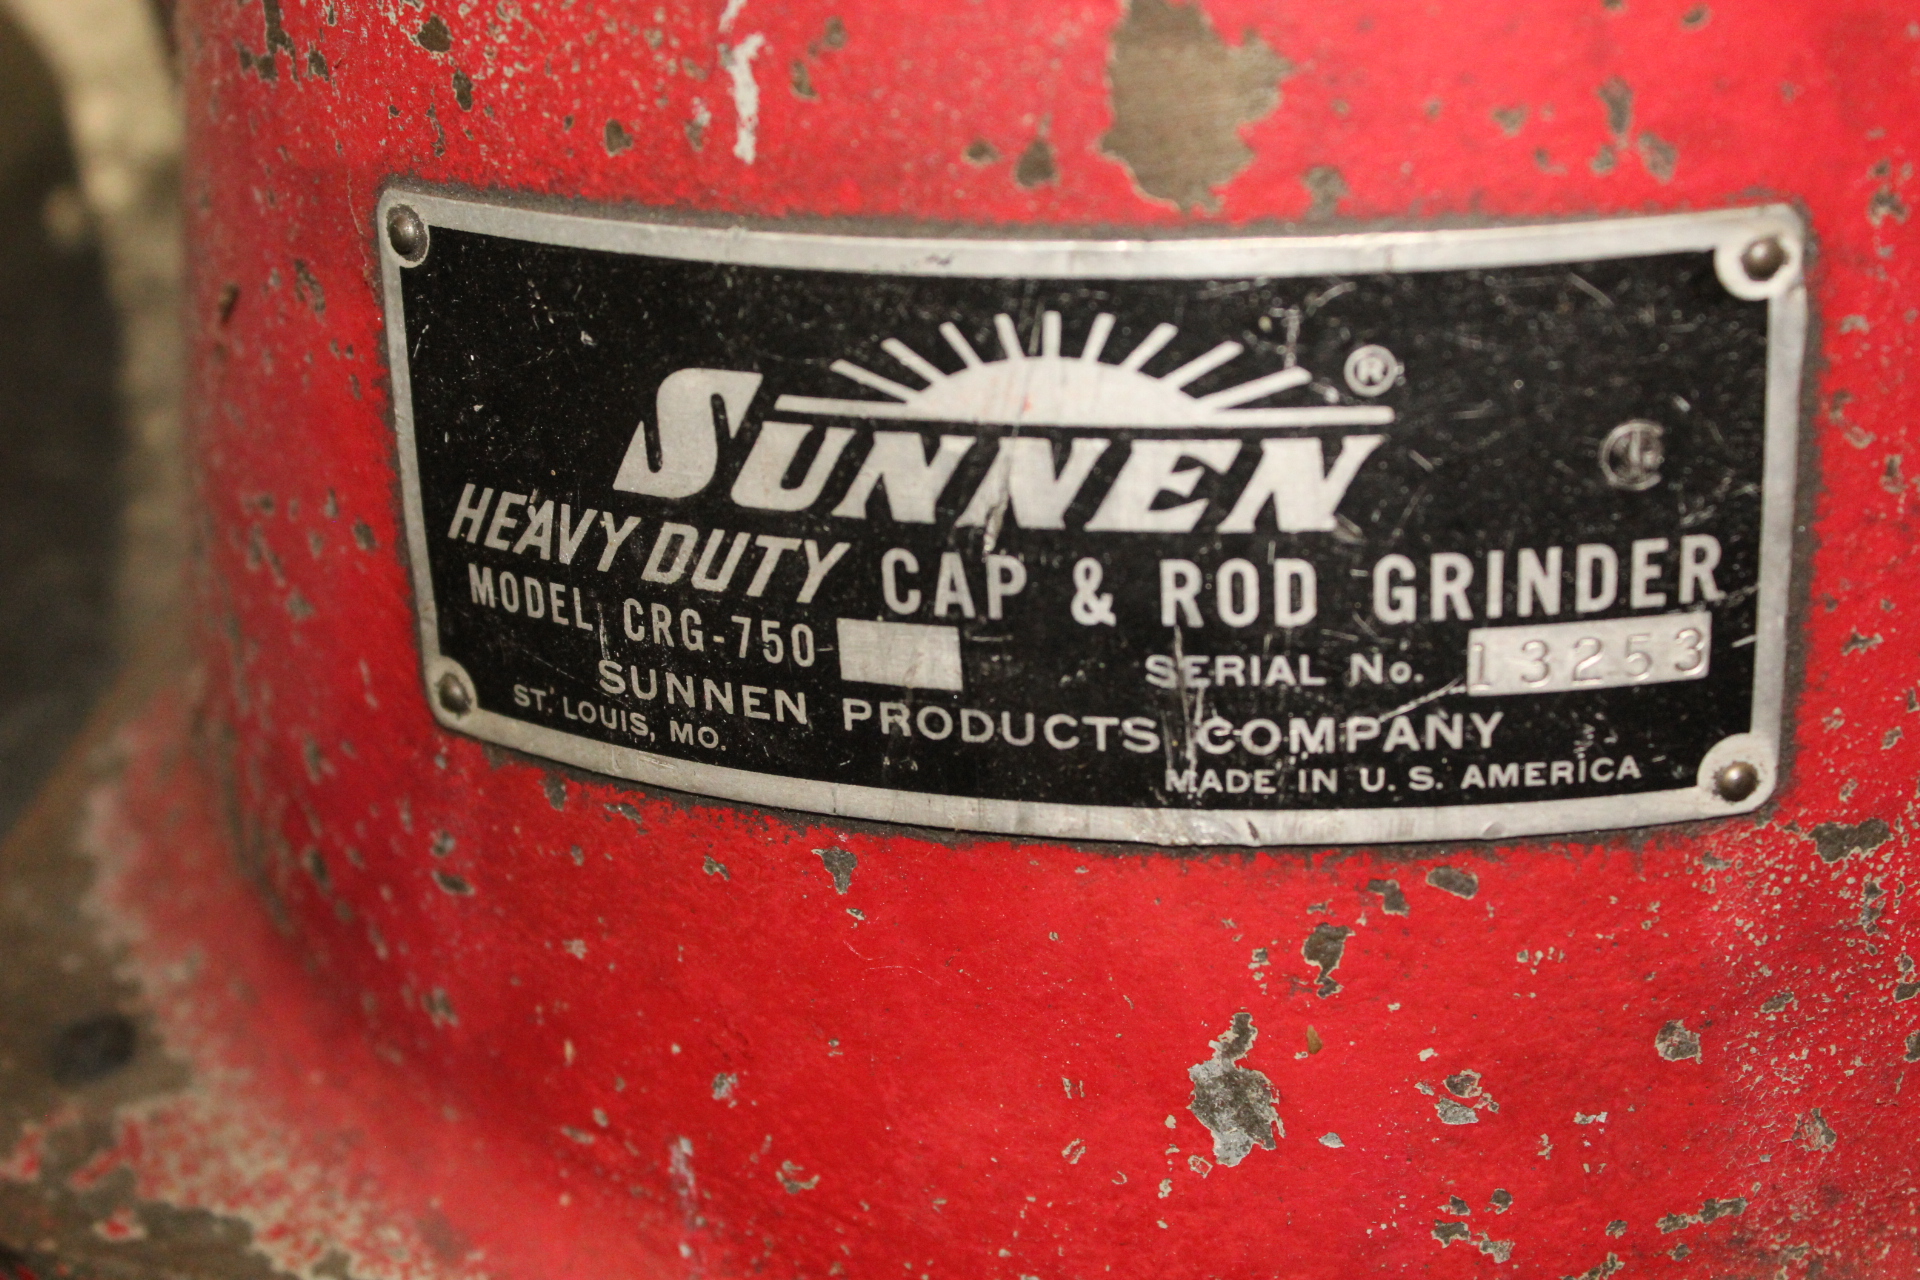 SUNNEN ®
HEAVY DUTY CAP & ROD GRINDER
MODEL CRG-750
SERIAL No. 13253
SUNNEN PRODUCTS COMPANY
ST. LOUIS, MO.
MADE IN U. S. AMERICA